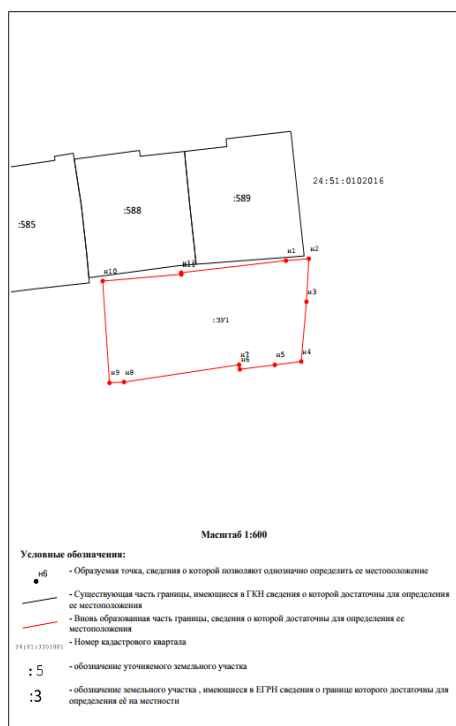 24:51:0102016
:589
:588
:585
н1
н2
н11
н10
н3
:ЗУ1
н4
н5
н7
н6
н8
н9
Масштаб 1:600
Условные обозначения:
н6
- Образуемая точка, сведения о которой позволяют однозначно определить ее местоположение
- Существующая часть границы, имеющиеся в ГКН сведения о которой достаточны для определения
ее местоположения
- Вновь образованная часть границы, сведения о которой достаточны для определения ее
местоположения
24:01:3301001
- Номер кадастрового квартала
:5
- обозначение уточняемого земельного участка
:3
- обозначение земельного участка , имеющиеся в ЕГРН сведения о границе которого достаточны для
определения её на местности